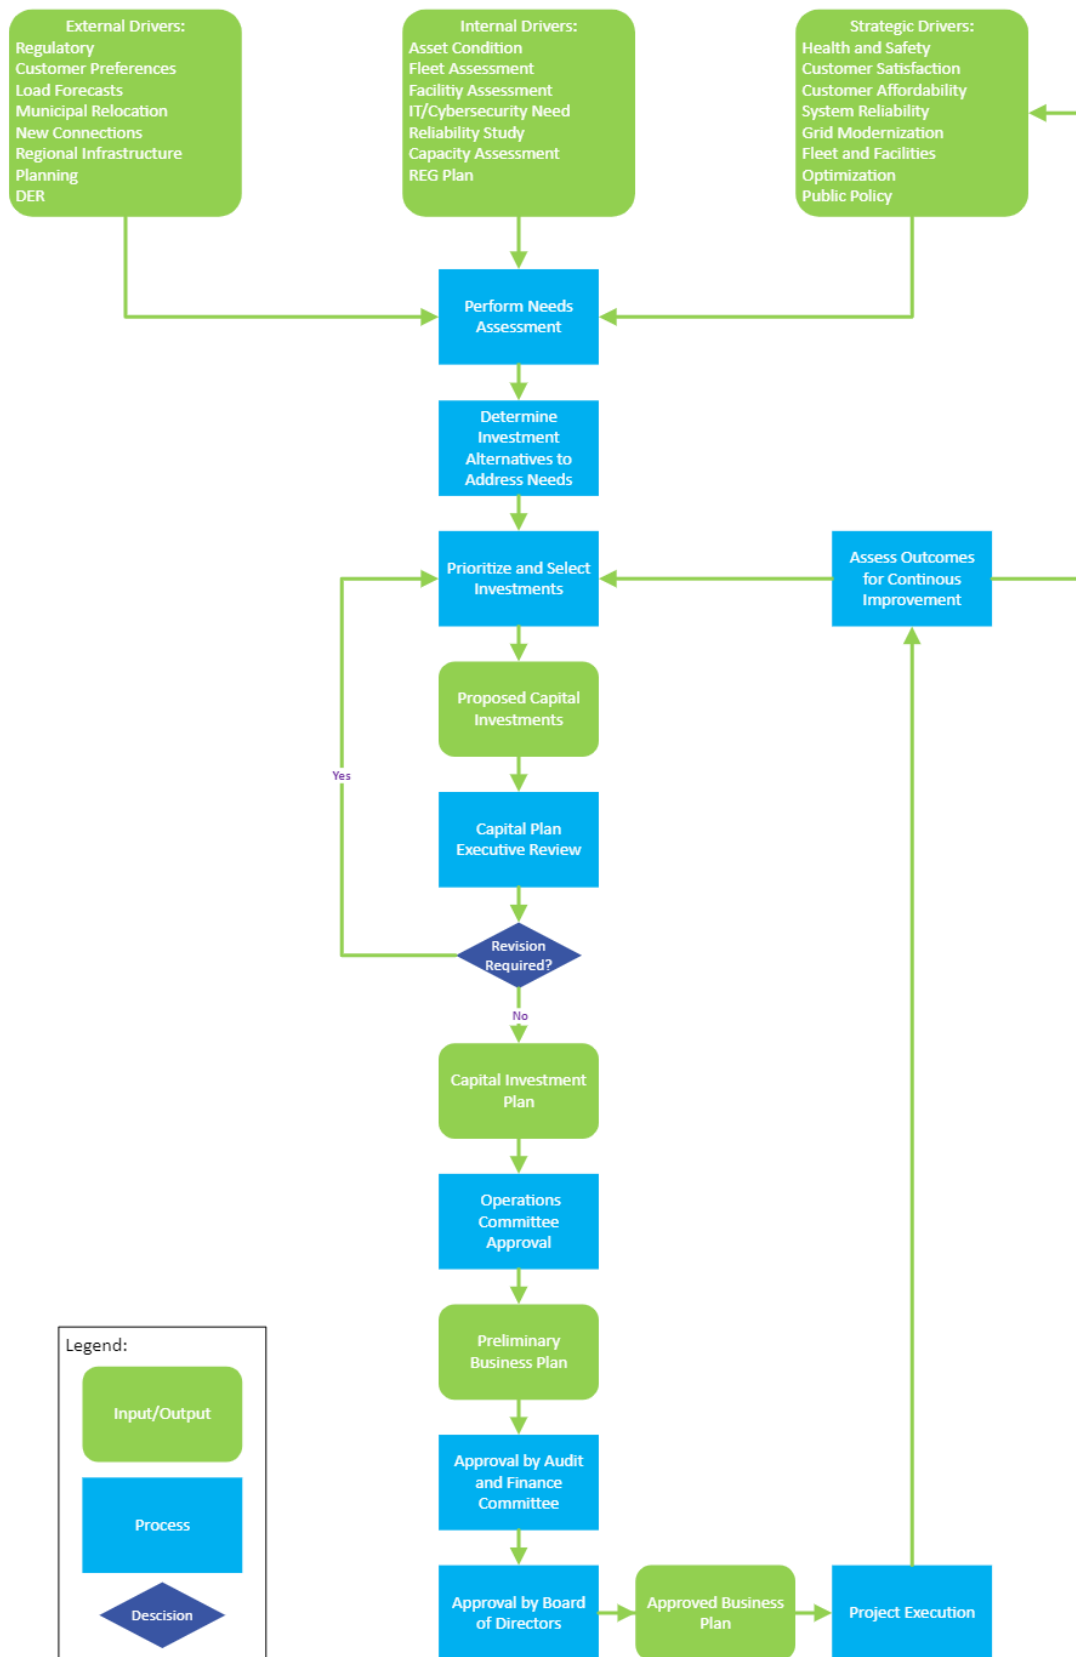 External Drivers:
Regulatory
Customer Preferences
Load Forecasts
Municipal Relocation
New Connections
Regional Infrastructure
Planning
DER
Internal Drivers:
Asset Condition
Fleet Assessment
Facilitiy Assessment
IT/Cybersecurity Need
Reliability Study
Capacity Assessment
REG Plan
Strategic Drivers:
Health and Safety
Customer Satisfaction
Customer Affordability
System Reliability
Grid Modernization
Fleet and Facilities
Optimization
Public Policy
Perform Needs
Assessment
Determine
Investment
Alternatives to
Address Needs
Prioritize and Select
Investments
Assess Outcomes
for Continous
Improvement
Proposed Capital
Investments
Yes
Capital Plan
Executive Review
Revision
Required?
No
Capital Investment
Plan
Operations
Committee
Approval
Preliminary
Business Plan
Approval by Audit
and Finance
Committee
Approval by Board
of Directors
Approved Business
Plan
Project Execution
Legend:
Input/Output
Process
Descision